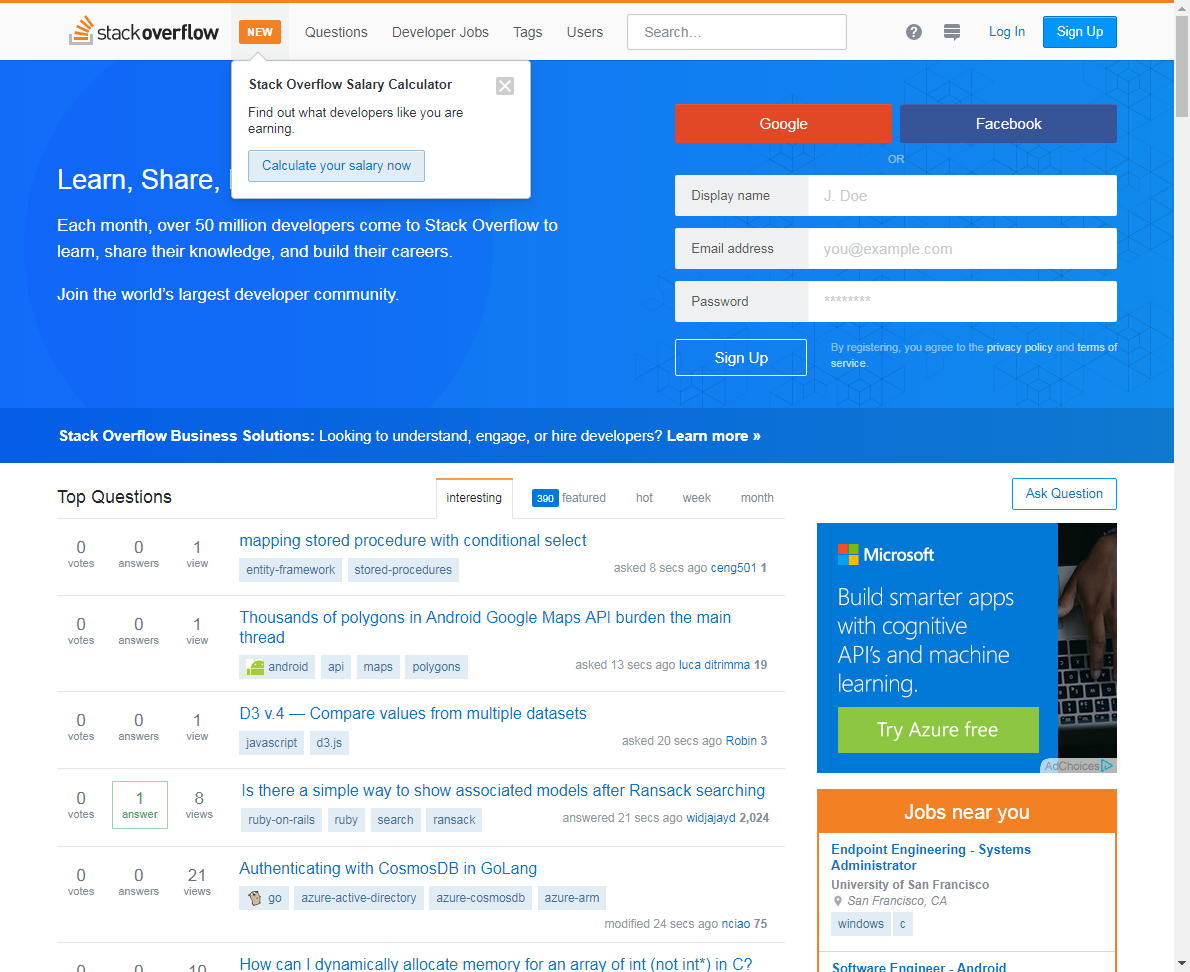 stackoverflow
NEW
Questions
Developer Jobs
Tags
Users
Search...
?
Log In
Sign Up
Stack Overflow Salary Calculator
Find out what developers like you are
earning.
Calculate your salary now
Learn, Share,
Each month, over 50 million developers come to Stack Overflow to
learn, share their knowledge, and build their careers.
Join the world's largest developer community.
Google
Facebook
OR
Display name
J. Doe
Email address
you@example.com
Password
********
Sign Up
By registering, you agree to the privacy policy and terms of
service.
Stack Overflow Business Solutions: Looking to understand, engage, or hire developers? Learn more »
Top Questions
interesting
390 featured
hot
week
month
Ask Question
0 votes
0 answers
1 view
mapping stored procedure with conditional select
entity-framework
stored-procedures
asked 8 secs ago ceng501 1
0 votes
0 answers
1 view
Thousands of polygons in Android Google Maps API burden the main
thread
android
api
maps
polygons
asked 13 secs ago luca ditrimma 19
0 votes
0 answers
1 view
D3 v.4 — Compare values from multiple datasets
javascript
d3.js
asked 20 secs ago Robin 3
0 votes
1 answer
8 views
Is there a simple way to show associated models after Ransack searching
ruby-on-rails
ruby
search
ransack
answered 21 secs ago widjajayd 2,024
0 votes
0 answers
21 views
Authenticating with CosmosDB in GoLang
go
azure-active-directory
azure-cosmosdb
azure-arm
modified 24 secs ago nciao 75
0
0
10
How can I dynamically allocate memory for an array of int (not int*) in C?
Microsoft
Build smarter apps
with cognitive
API's and machine
learning.
Try Azure free
AdChoices
Jobs near you
Endpoint Engineering - Systems
Administrator
University of San Francisco
San Francisco, CA
windows
c
Software Engineer - Android